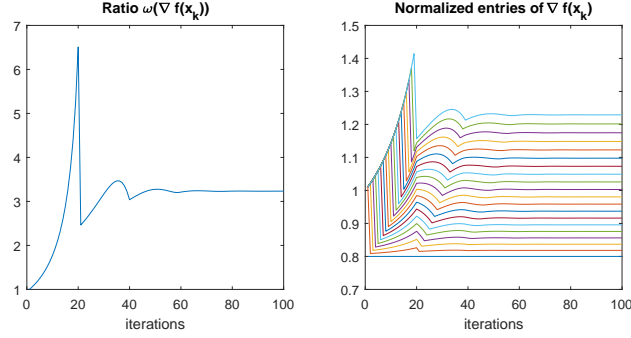 Ratio ω(∇ f(x_k))
7
6
5
4
3
2
1
0 20 40 60 80 100
iterations
Normalized entries of ∇ f(x_k)
1.5
1.4
1.3
1.2
1.1
1
0.9
0.8
0.7
0 20 40 60 80 100
iterations